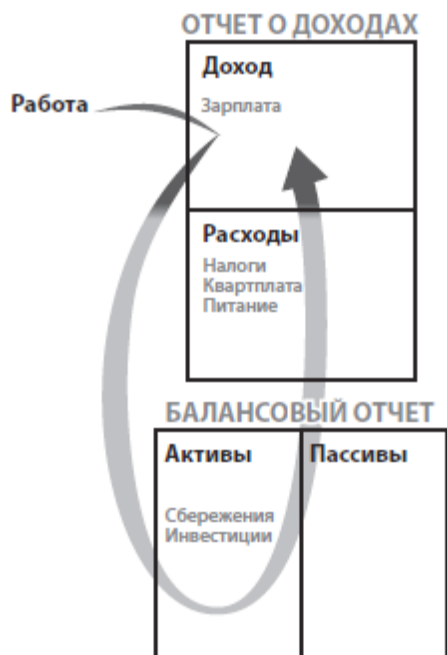 ОТЧЕТ О ДОХОДАХ
Доход
Зарплата
Работа
Расходы
Налоги
Квартплата
Питание
БАЛАНСОВЫЙ ОТЧЕТ
Активы
Пассивы
Сбережения
Инвестиции